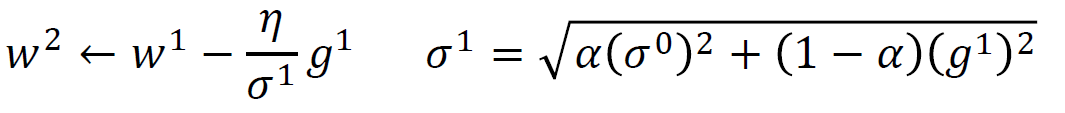 w² ← w¹ − η/σ¹ g¹    σ¹ = √(α(σ⁰)² + (1 − α)(g¹)²)